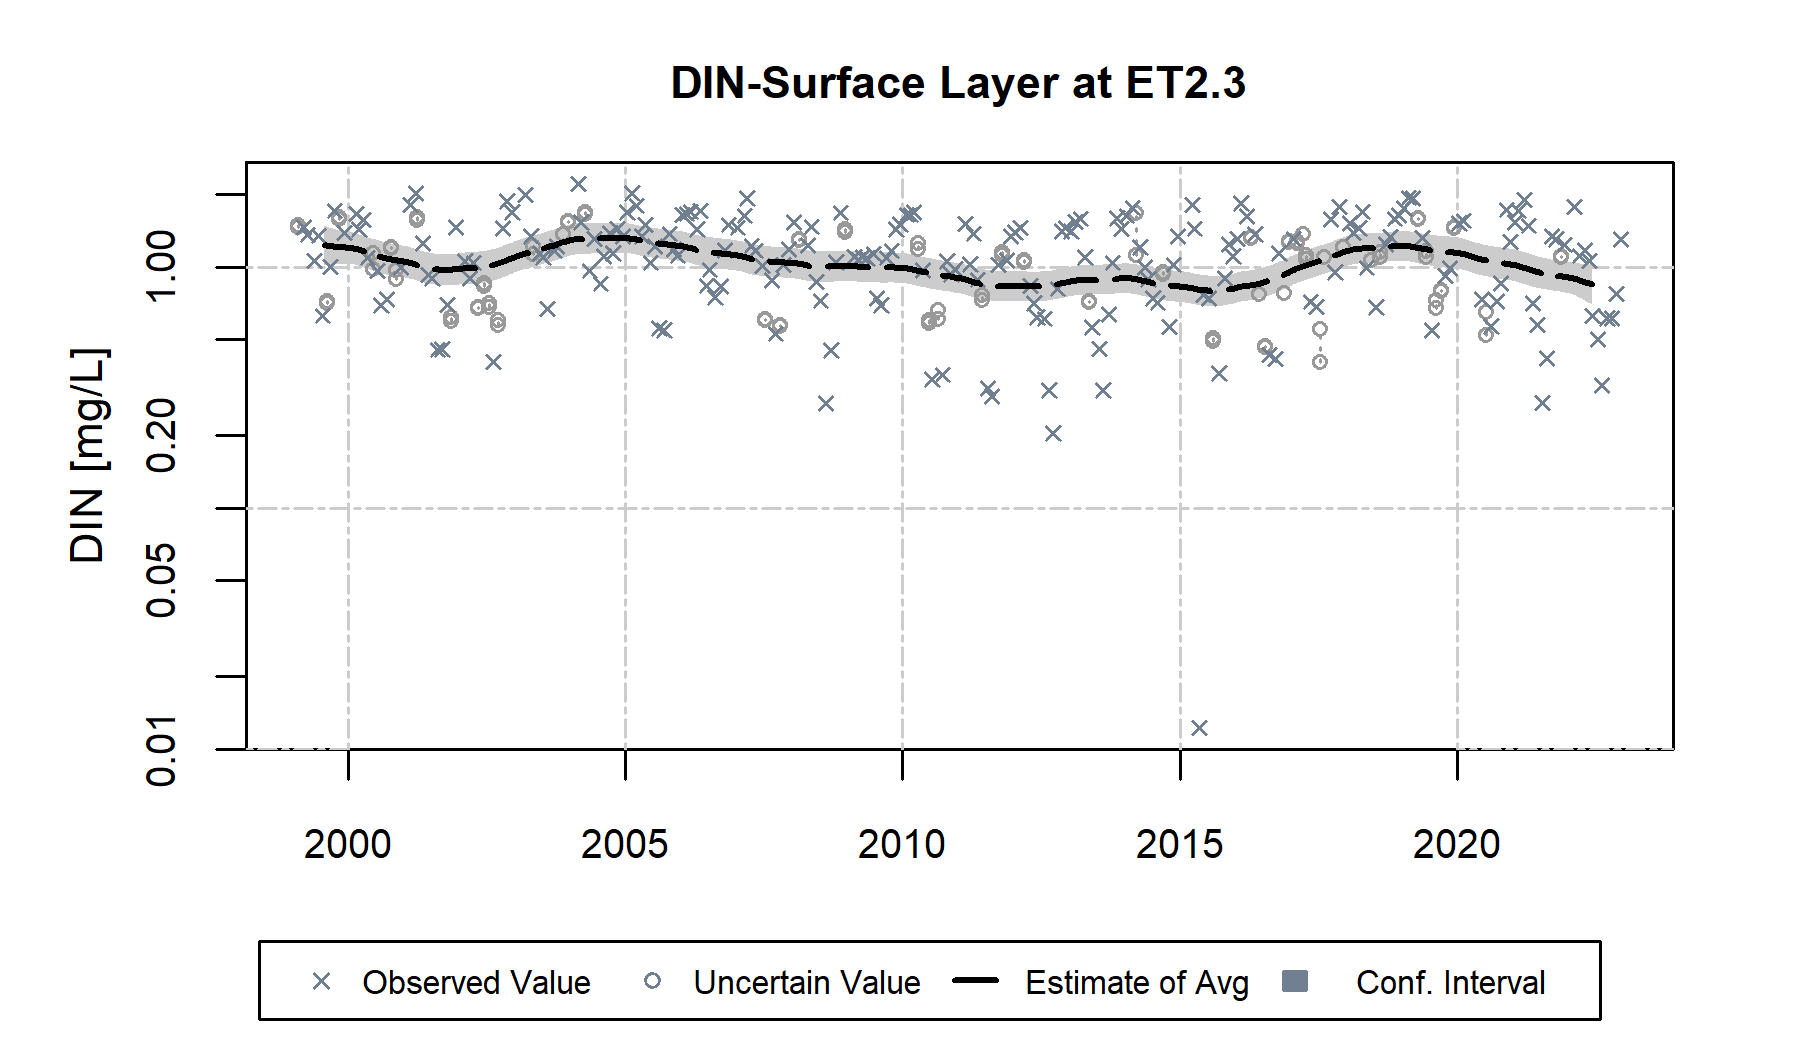 DIN-Surface Layer at ET2.3
DIN [mg/L]
1.00
0.20
0.05
0.01
2000 2005 2010 2015 2020
Observed Value Uncertain Value Estimate of Avg Conf. Interval